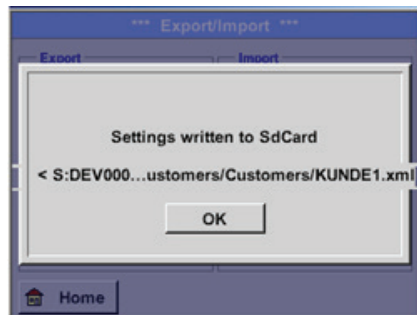 *** Export/Import ***
Export Import
Settings written to SdCard
< S:DEV000...ustomers/Customers/KUNDE1.xml
OK
Home